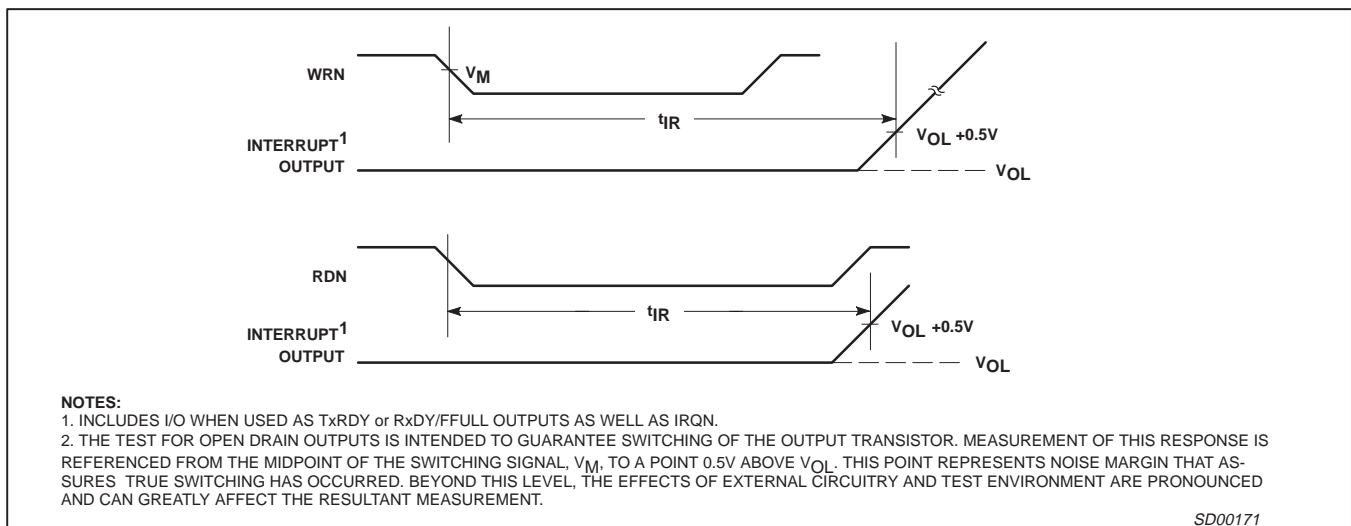 WRN
VM
tIR
INTERRUPT1
OUTPUT
VOL +0.5V
VOL
RDN
tIR
INTERRUPT1
OUTPUT
VOL +0.5V
VOL
NOTES:
1. INCLUDES I/O WHEN USED AS TxRDY or RxDY/FFULL OUTPUTS AS WELL AS IRQN.
2. THE TEST FOR OPEN DRAIN OUTPUTS IS INTENDED TO GUARANTEE SWITCHING OF THE OUTPUT TRANSISTOR. MEASUREMENT OF THIS RESPONSE IS
REFERENCED FROM THE MIDPOINT OF THE SWITCHING SIGNAL, VM, TO A POINT 0.5V ABOVE VOL. THIS POINT REPRESENTS NOISE MARGIN THAT AS-
SURES TRUE SWITCHING HAS OCCURRED. BEYOND THIS LEVEL, THE EFFECTS OF EXTERNAL CIRCUITRY AND TEST ENVIRONMENT ARE PRONOUNCED
AND CAN GREATLY AFFECT THE RESULTANT MEASUREMENT.
SD00171